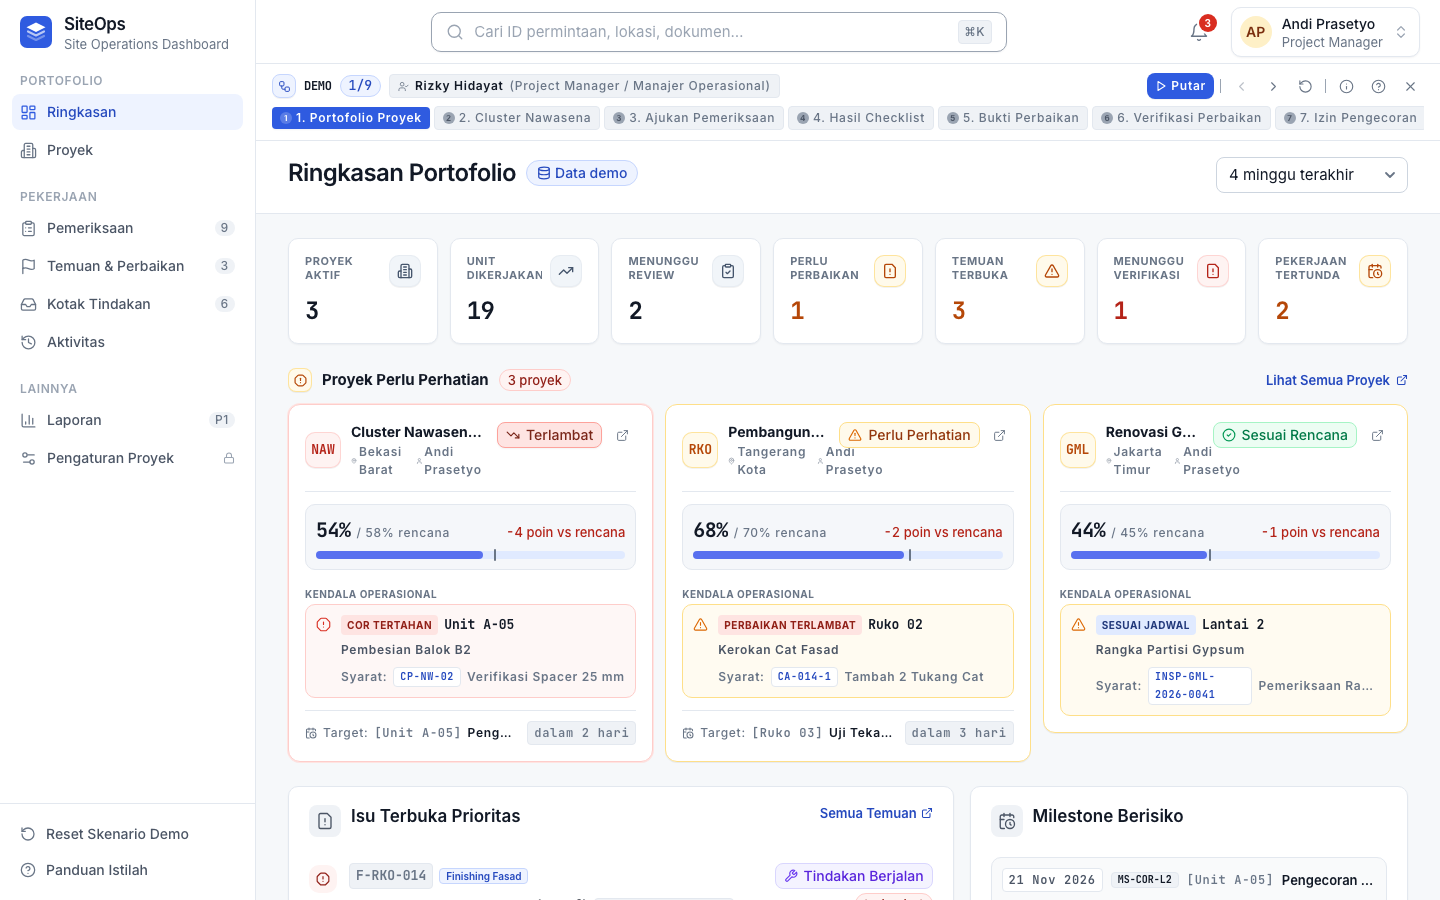 SiteOps
Site Operations Dashboard
PORTOFOLIO
Ringkasan
Proyek
PEKERJAAN
Pemeriksaan 9
Temuan & Perbaikan 3
Kotak Tindakan 6
Aktivitas
LAINNYA
Laporan P1
Pengaturan Proyek
Reset Skenario Demo
Panduan Istilah
Cari ID permintaan, lokasi, dokumen...
⌘K
3
AP
Andi Prasetyo
Project Manager
DEMO 1/9 Rizky Hidayat (Project Manager / Manajer Operasional)
Putar
1 1. Portofolio Proyek
2 2. Cluster Nawasena
3 3. Ajukan Pemeriksaan
4 4. Hasil Checklist
5 5. Bukti Perbaikan
6 6. Verifikasi Perbaikan
7 7. Izin Pengecoran
Ringkasan Portofolio
Data demo
4 minggu terakhir
PROYEK AKTIF
3
UNIT DIKERJAKAN
19
MENUNGGU REVIEW
2
PERLU PERBAIKAN
1
TEMUAN TERBUKA
3
MENUNGGU VERIFIKASI
1
PEKERJAAN TERTUNDA
2
Proyek Perlu Perhatian
3 proyek
Lihat Semua Proyek
NAW
Cluster Nawasen...
Terlambat
Bekasi Barat
Andi Prasetyo
54% / 58% rencana
-4 poin vs rencana
KENDALA OPERASIONAL
COR TERTAHAN Unit A-05
Pembesian Balok B2
Syarat: CP-NW-02 Verifikasi Spacer 25 mm
Target: [Unit A-05] Peng... dalam 2 hari
RKO
Pembangun...
Perlu Perhatian
Tangerang Kota
Andi Prasetyo
68% / 70% rencana
-2 poin vs rencana
KENDALA OPERASIONAL
PERBAIKAN TERLAMBAT Ruko 02
Kerokan Cat Fasad
Syarat: CA-014-1 Tambah 2 Tukang Cat
Target: [Ruko 03] Uji Teka... dalam 3 hari
GML
Renovasi G...
Sesuai Rencana
Jakarta Timur
Andi Prasetyo
44% / 45% rencana
-1 poin vs rencana
KENDALA OPERASIONAL
SESUAI JADWAL Lantai 2
Rangka Partisi Gypsum
Syarat: INSP-GML-2026-0041 Pemeriksaan Ra...
Isu Terbuka Prioritas
Semua Temuan
F-RKO-014 Finishing Fasad
Tindakan Berjalan
Milestone Berisiko
21 Nov 2026 MS-COR-L2 [Unit A-05] Pengecoran ...